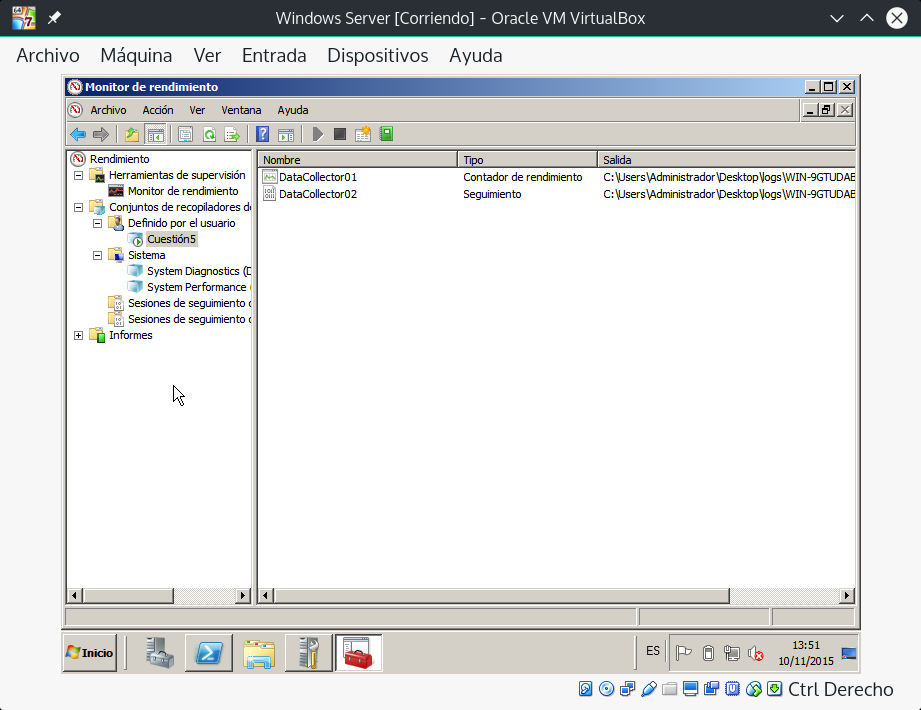 Windows Server [Corriendo] - Oracle VM VirtualBox
Archivo Máquina Ver Entrada Dispositivos Ayuda
Monitor de rendimiento
Archivo Acción Ver Ventana Ayuda
Rendimiento
Herramientas de supervisión
Monitor de rendimiento
Conjuntos de recopiladores d
Definido por el usuario
Cuestión5
Sistema
System Diagnostics (D
System Performance (
Sesiones de seguimiento d
Sesiones de seguimiento d
Informes
Nombre Tipo Salida
DataCollector01 Contador de rendimiento C:\Users\Administrador\Desktop\logs\WIN-9GTUDAB
DataCollector02 Seguimiento C:\Users\Administrador\Desktop\logs\WIN-9GTUDAB
Inicio
ES
13:51
10/11/2015
Ctrl Derecho